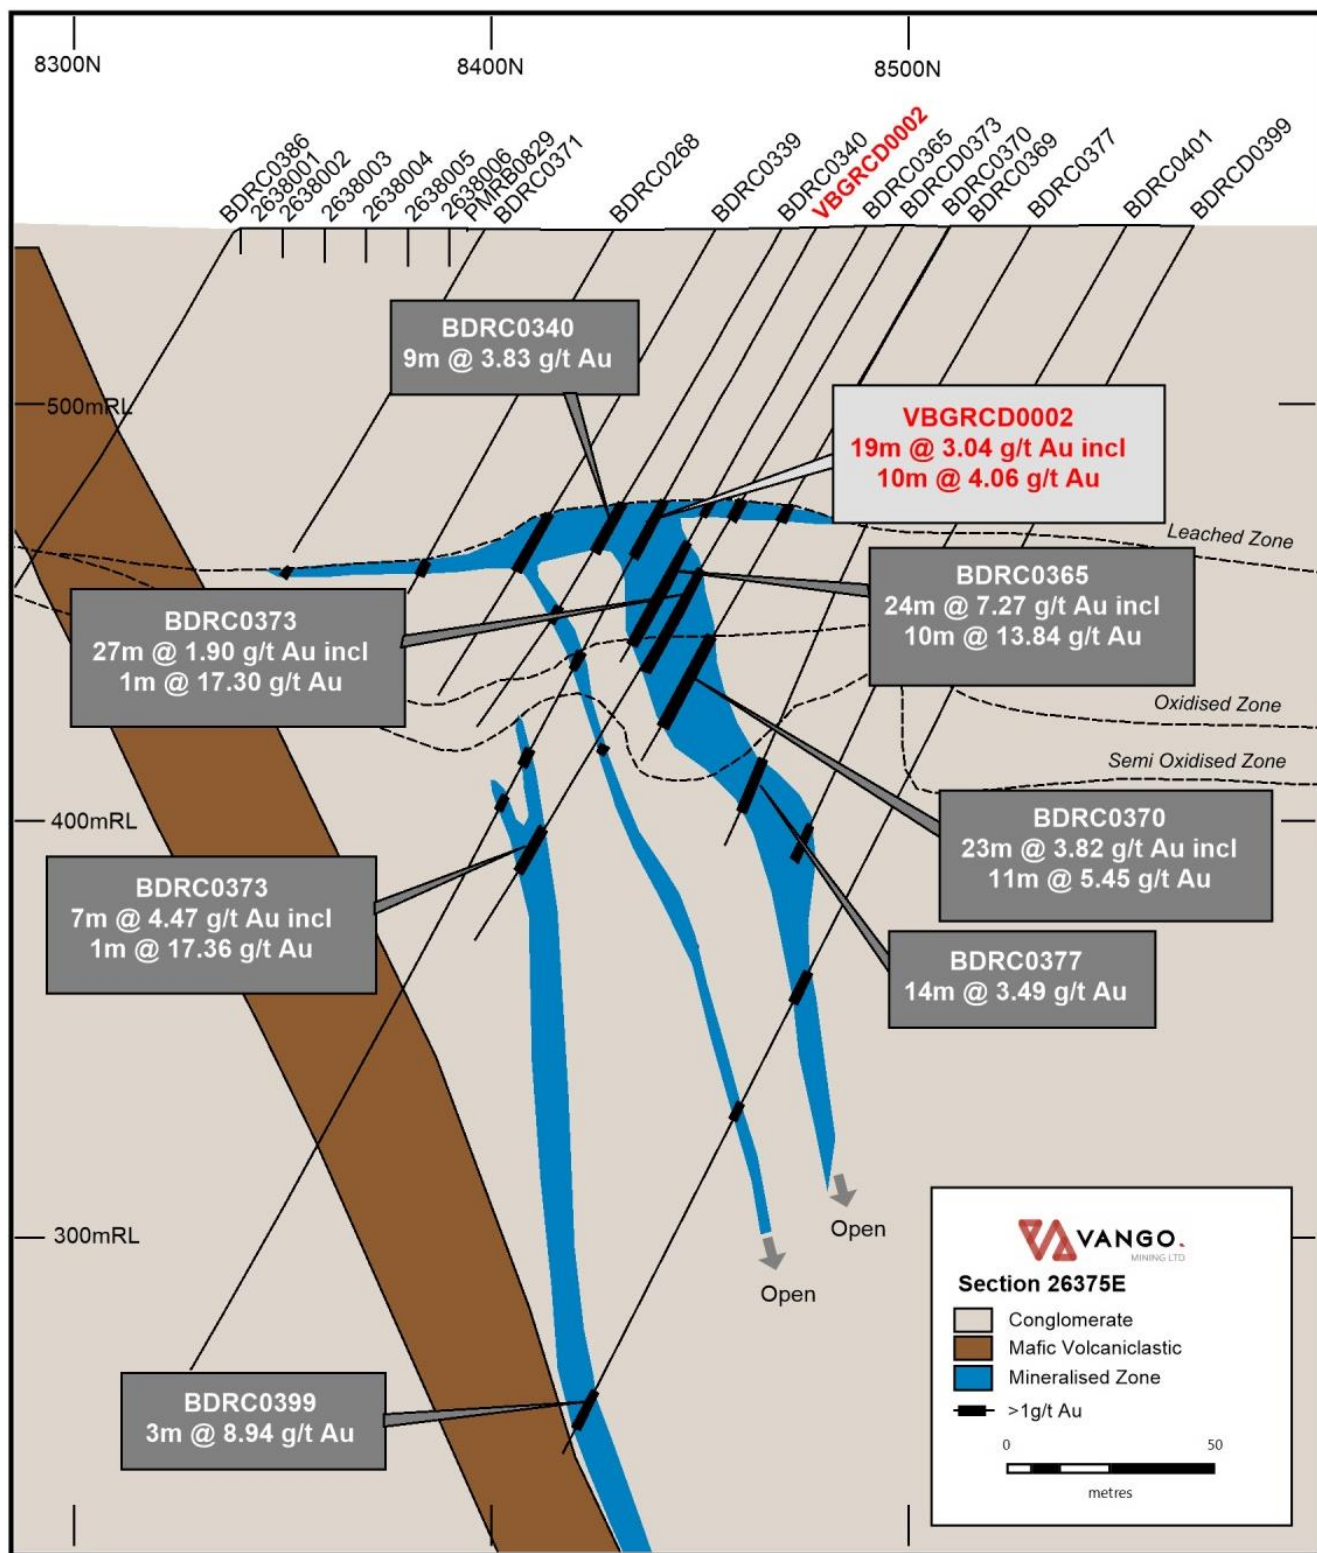 8300N
8400N
8500N
BDRC0386
2638001
2638002
2638003
2638004
2638005
2638006
PMRB0829
BDRC0371
BDRC0268
BDRC0339
BDRC0340
VBGRCD0002
BDRC0365
BDRCD373
BDRC0370
BDRC0369
BDRC0377
BDRC0401
BDRCD0399
BDRC0340
9m @ 3.83 g/t Au
500mRL
VBGRCD0002
19m @ 3.04 g/t Au incl
10m @ 4.06 g/t Au
Leached Zone
BDRC0365
24m @ 7.27 g/t Au incl
10m @ 13.84 g/t Au
BDRC0373
27m @ 1.90 g/t Au incl
1m @ 17.30 g/t Au
Oxidised Zone
Semi Oxidised Zone
400mRL
BDRC0370
23m @ 3.82 g/t Au incl
11m @ 5.45 g/t Au
BDRC0373
7m @ 4.47 g/t Au incl
1m @ 17.36 g/t Au
BDRC0377
14m @ 3.49 g/t Au
300mRL
Open
Open
BDRC0399
3m @ 8.94 g/t Au
VANGO.
MINING LTD
Section 26375E
Conglomerate
Mafic Volcaniclastic
Mineralised Zone
>1g/t Au
0 50
metres